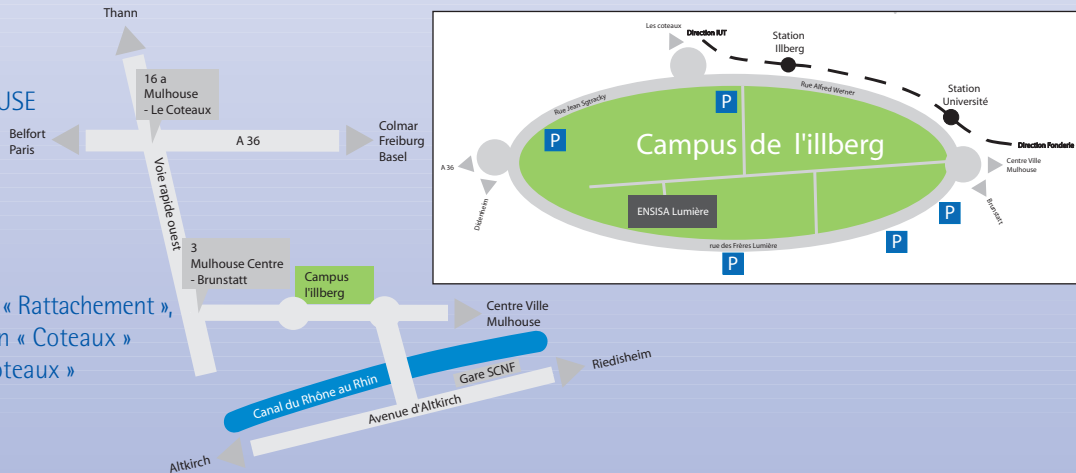 Thann
16 a
Mulhouse
- Le Coteaux
USE
Belfort
Paris
A 36
Colmar
Freiburg
Basel
Voie rapide ouest
3
Mulhouse Centre
- Brunstatt
Campus
l'illberg
« Rattachement »,
n « Coteaux »
oteaux »
Centre Ville
Mulhouse
Canal du Rhône au Rhin
Gare SCNF
Riedisheim
Avenue d'Altkirch
Altkirch
Les coteaux
Direction IUT
Station
Illberg
Rue Jean Sgtracky
Rue Alfred Werner
Station
Université
P
P
Campus de l'illberg
Direction Fonderie
A 36
Centre Ville
Mulhouse
Didenheim
ENSISA Lumière
Brunstatt
P
P
rue des Frères Lumière
P